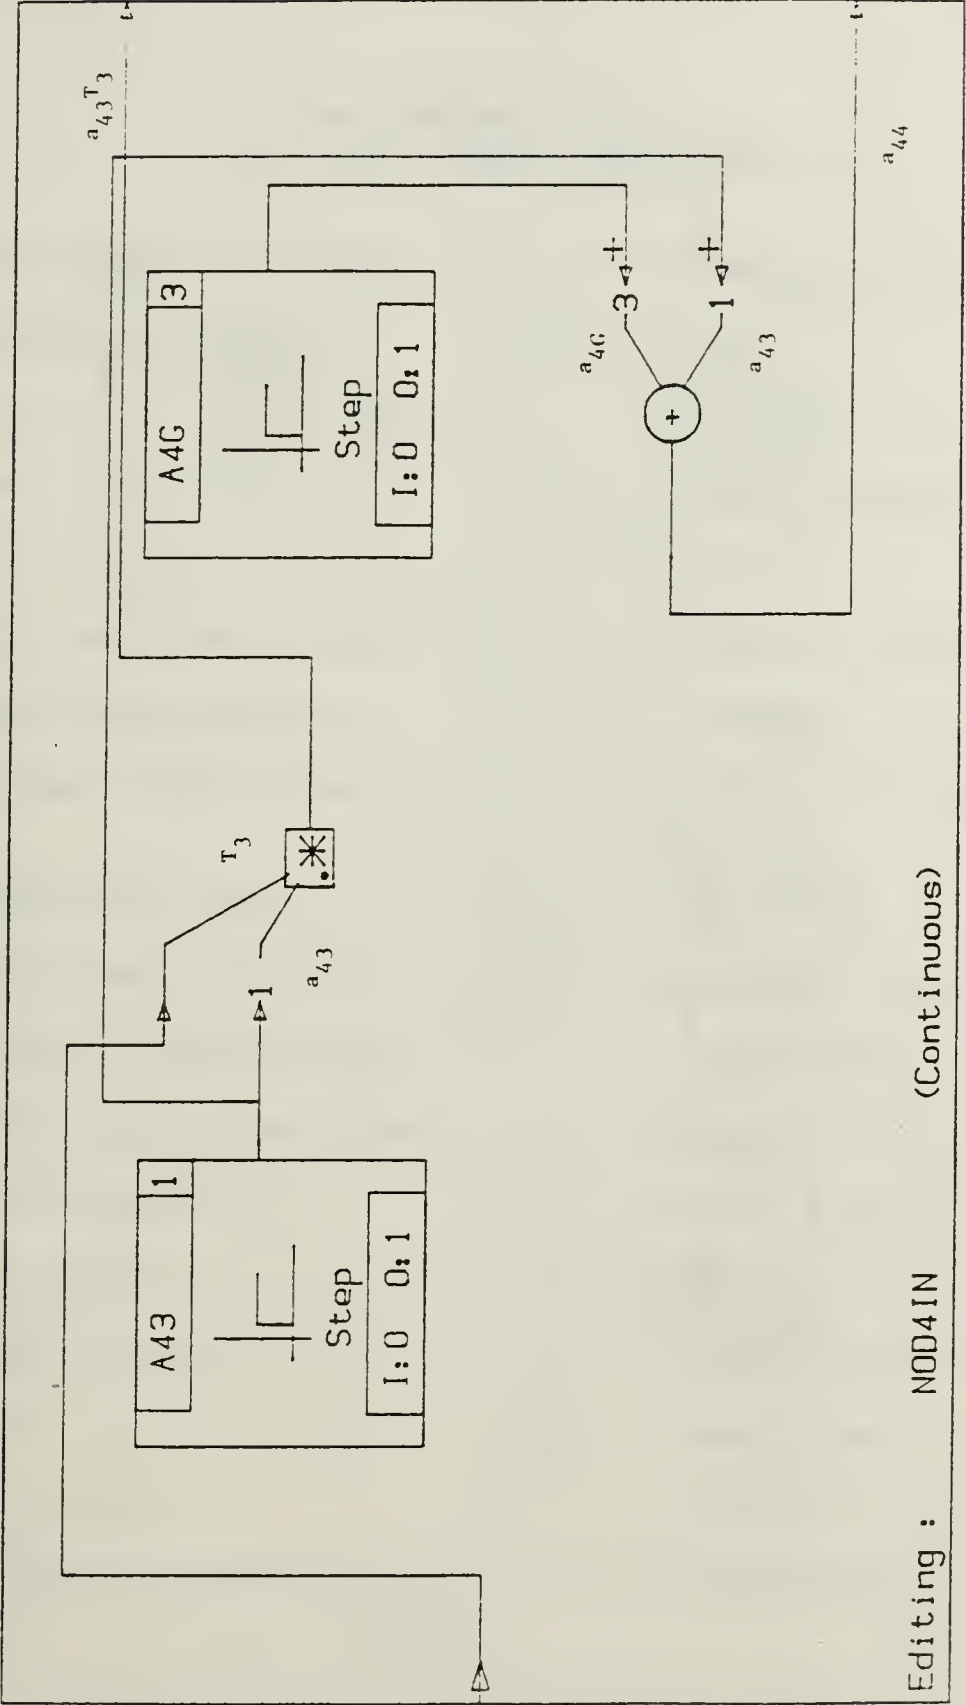 a43T3
A43 1
Step
I:0 O:1
T3
1
a43
A4G 3
Step
I:0 O:1
a4G
3 +
+
1 +
a43
a44
Editing : NOD4IN (Continuous)